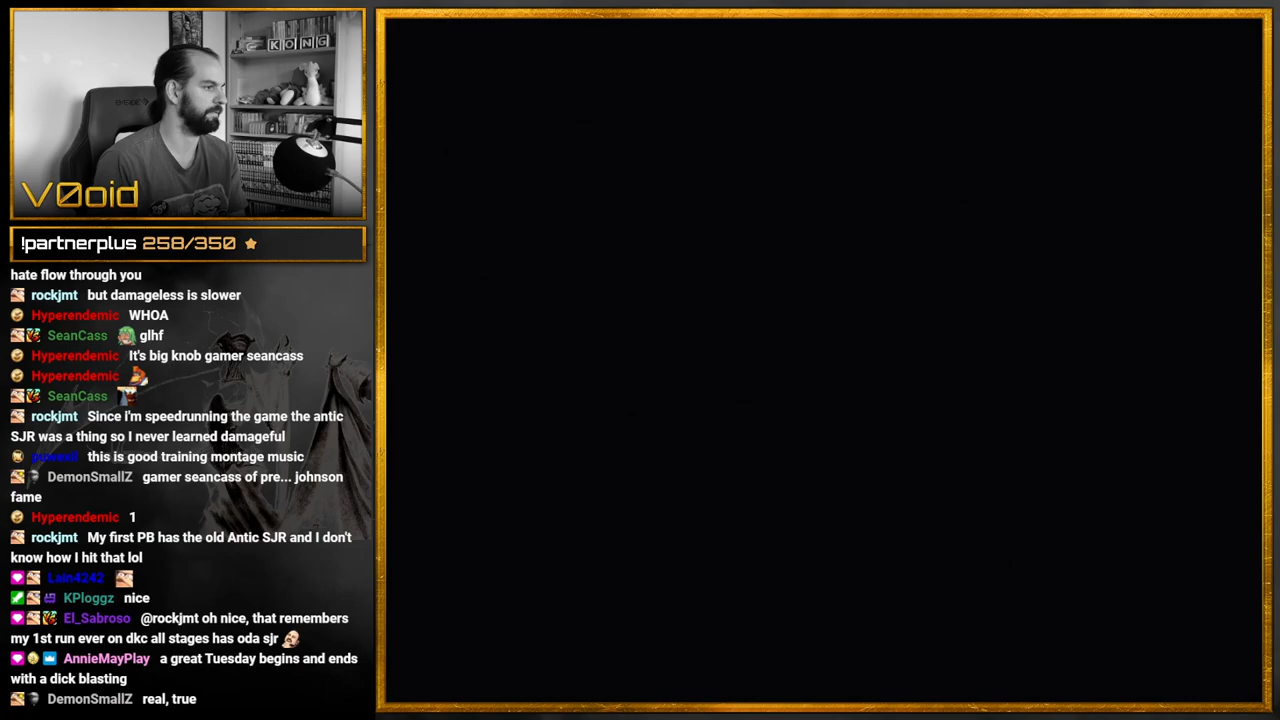 KONG
V0oid
!partnerplus 258/350
hate flow through you
rockjmt but damageless is slower
Hyperendemic WHOA
SeanCass glhf
Hyperendemic It's big knob gamer seancass
Hyperendemic
SeanCass
rockjmt Since I'm speedrunning the game the antic
SJR was a thing so I never learned damageful
this is good training montage music
DemonSmallZ gamer seancass of pre... johnson
fame
Hyperendemic 1
rockjmt My first PB has the old Antic SJR and I don't
know how I hit that lol
Lain4242
KPloggz nice
El_Sabroso @rockjmt oh nice, that remembers
my 1st run ever on dkc all stages has oda sjr
AnnieMayPlay a great Tuesday begins and ends
with a dick blasting
DemonSmallZ real, true